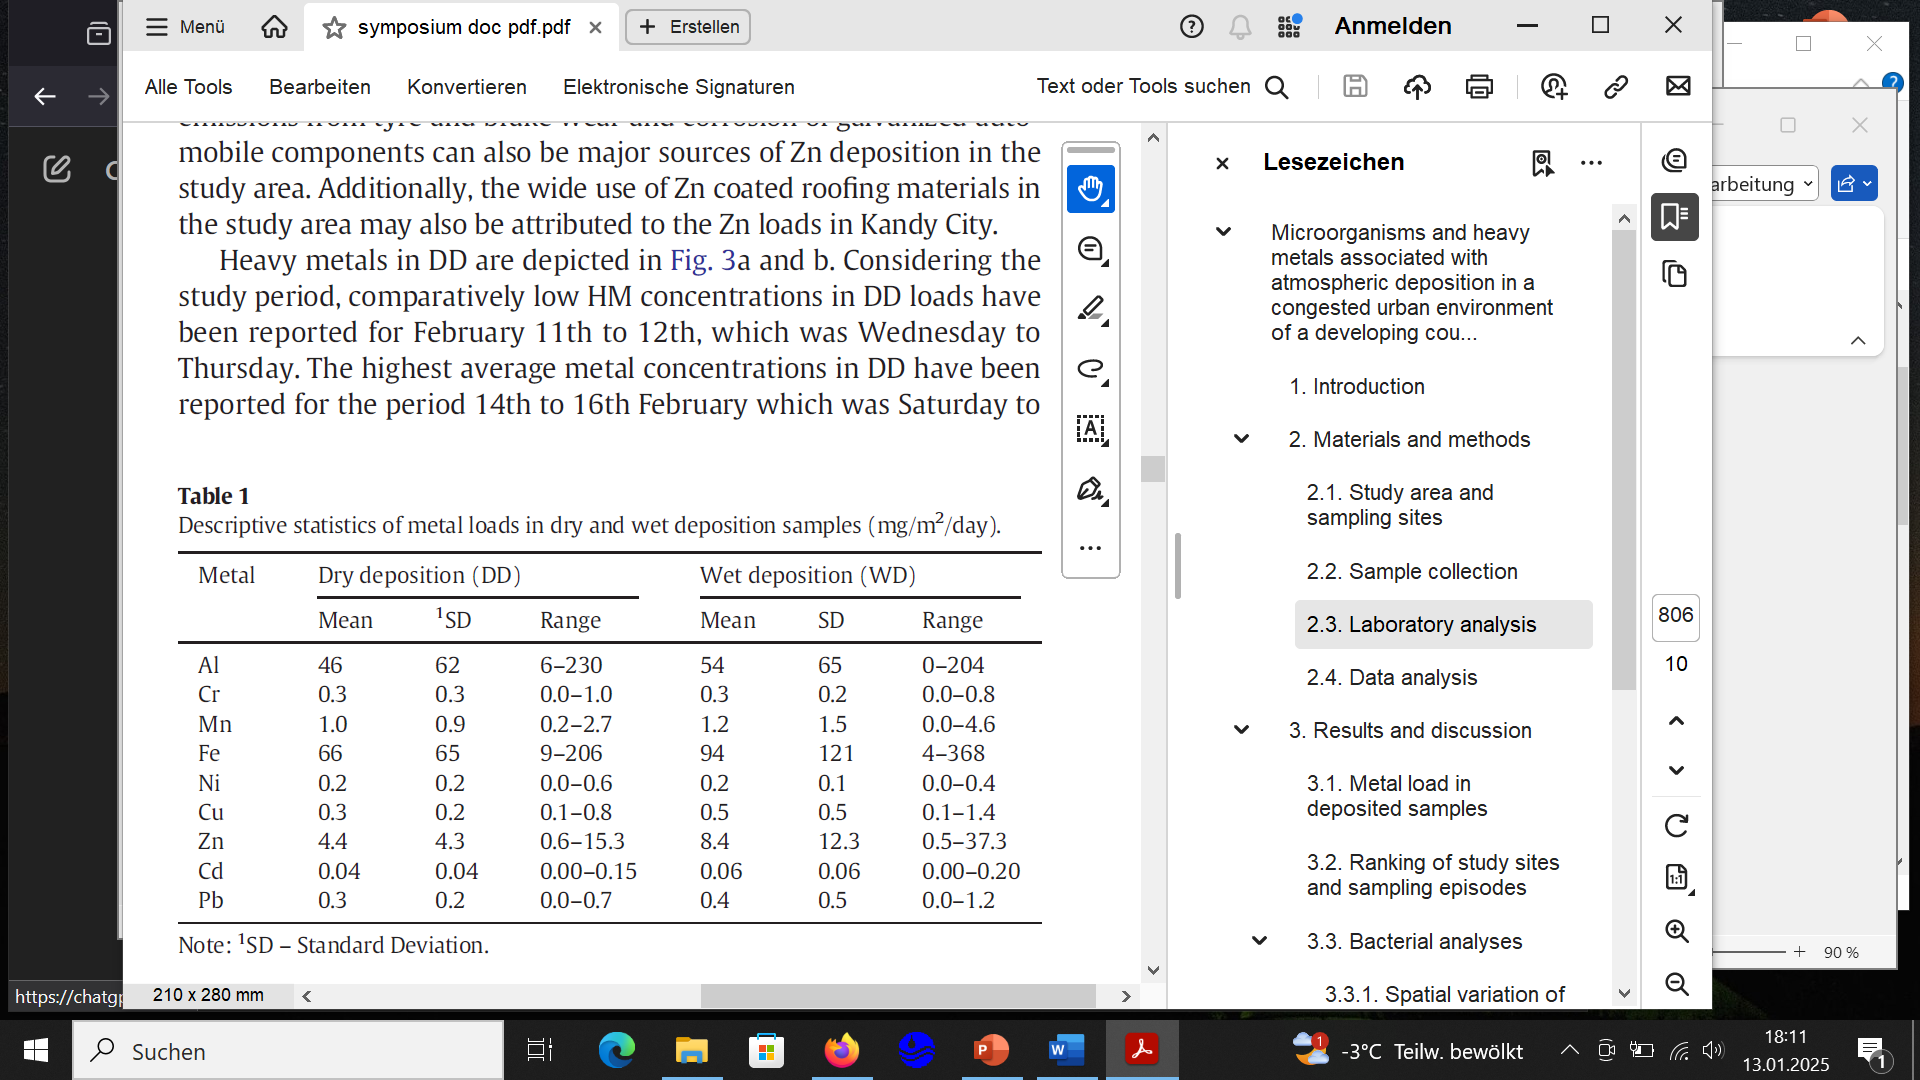 Menü
symposium doc pdf.pdf
Erstellen
Anmelden
Alle Tools
Bearbeiten
Konvertieren
Elektronische Signaturen
Text oder Tools suchen
emissions from tyre and brake wear and corrosion of galvanized auto-
mobile components can also be major sources of Zn deposition in the
study area. Additionally, the wide use of Zn coated roofing materials in
the study area may also be attributed to the Zn loads in Kandy City.
Heavy metals in DD are depicted in Fig. 3a and b. Considering the
study period, comparatively low HM concentrations in DD loads have
been reported for February 11th to 12th, which was Wednesday to
Thursday. The highest average metal concentrations in DD have been
reported for the period 14th to 16th February which was Saturday to
Table 1
Descriptive statistics of metal loads in dry and wet deposition samples (mg/m²/day).
Metal Dry deposition (DD) Wet deposition (WD)
Mean ¹SD Range Mean SD Range
Al 46 62 6–230 54 65 0–204
Cr 0.3 0.3 0.0–1.0 0.3 0.2 0.0–0.8
Mn 1.0 0.9 0.2–2.7 1.2 1.5 0.0–4.6
Fe 66 65 9–206 94 121 4–368
Ni 0.2 0.2 0.0–0.6 0.2 0.1 0.0–0.4
Cu 0.3 0.2 0.1–0.8 0.5 0.5 0.1–1.4
Zn 4.4 4.3 0.6–15.3 8.4 12.3 0.5–37.3
Cd 0.04 0.04 0.00–0.15 0.06 0.06 0.00–0.20
Pb 0.3 0.2 0.0–0.7 0.4 0.5 0.0–1.2
Note: ¹SD – Standard Deviation.
210 x 280 mm
https://chatgp
Lesezeichen
Microorganisms and heavy
metals associated with
atmospheric deposition in a
congested urban environment
of a developing cou...
1. Introduction
2. Materials and methods
2.1. Study area and
sampling sites
2.2. Sample collection
2.3. Laboratory analysis
2.4. Data analysis
3. Results and discussion
3.1. Metal load in
deposited samples
3.2. Ranking of study sites
and sampling episodes
3.3. Bacterial analyses
3.3.1. Spatial variation of
806
10
1:1
arbeitung
90 %
Suchen
1
-3°C Teilw. bewölkt
18:11
13.01.2025
1